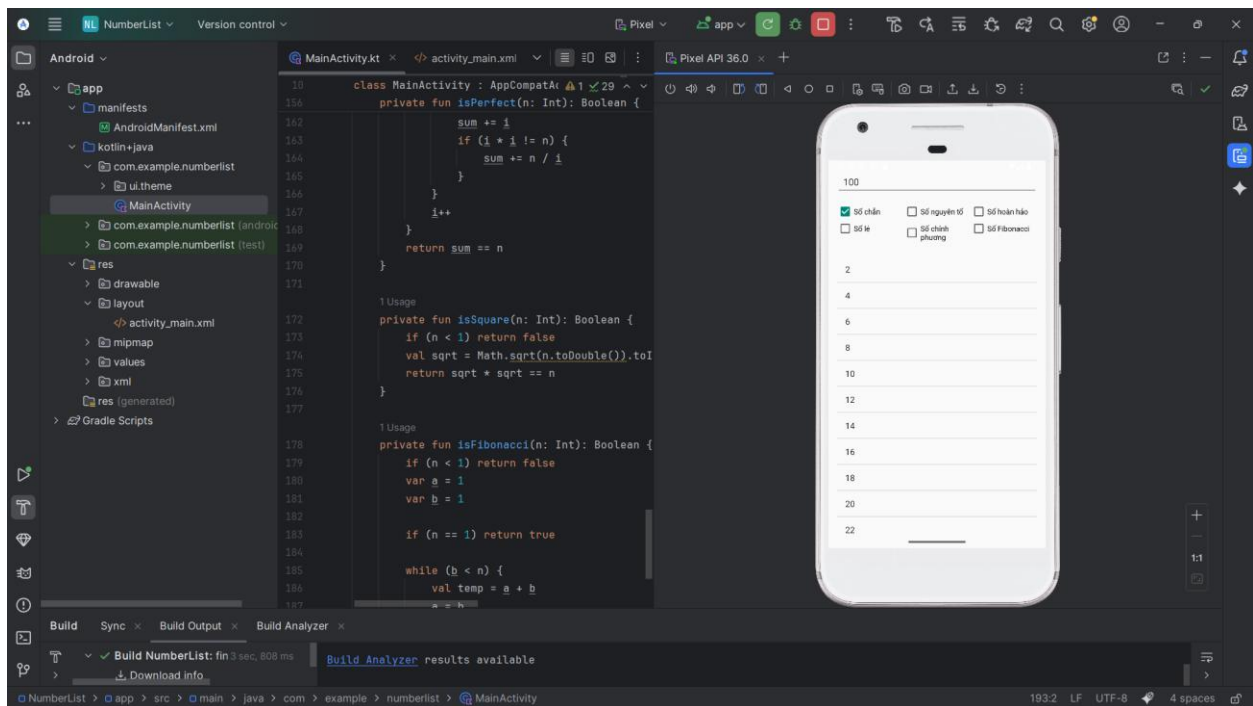 NL NumberList Version control Pixel app
Android
app
manifests
AndroidManifest.xml
kotlin+java
com.example.numberlist
ui.theme
MainActivity
com.example.numberlist (androic
com.example.numberlist (test)
res
drawable
layout
activity_main.xml
mipmap
values
xml
res (generated)
Gradle Scripts
MainActivity.kt activity_main.xml
10 class MainActivity : AppCompatAc 1 29
156 private fun isPerfect(n: Int): Boolean {
162 sum += i
163 if (i * i != n) {
164 sum += n / i
165 }
166 }
167 i++
168 }
169 return sum == n
170 }
171
1 Usage
172 private fun isSquare(n: Int): Boolean {
173 if (n < 1) return false
174 val sqrt = Math.sqrt(n.toDouble()).toI
175 return sqrt * sqrt == n
176 }
177
1 Usage
178 private fun isFibonacci(n: Int): Boolean {
179 if (n < 1) return false
180 var a = 1
181 var b = 1
182
183 if (n == 1) return true
184
185 while (b < n) {
186 val temp = a + b
187 a = b
Pixel API 36.0
100
Số chẵn Số nguyên tố Số hoàn hảo
Số lẻ Số chính phương Số Fibonacci
2
4
6
8
10
12
14
16
18
20
22
1:1
Build Sync Build Output Build Analyzer
Build NumberList: fin 3 sec, 808 ms
Download info
Build Analyzer results available
NumberList > app > src > main > java > com > example > numberlist > MainActivity
193:2 LF UTF-8 4 spaces